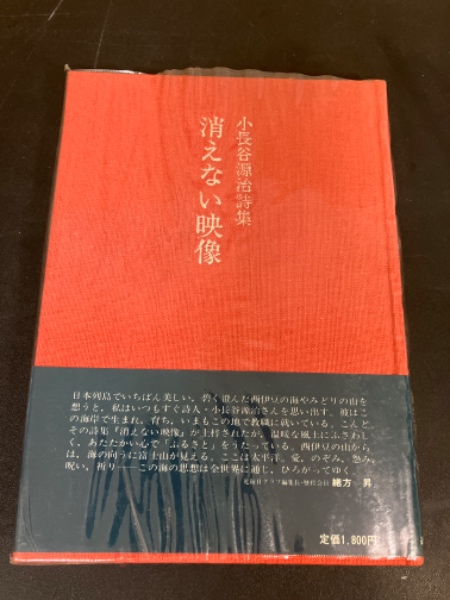 小長谷源治詩集
消えない映像
日本列島でいちばん美しい、碧く澄んだ西伊豆の海やみどりの山を
想うと、私はいつもすぐ詩人・小長谷源治さんを思い出す。彼はこ
の海岸で生まれ、育ち、いまもこの地で教職に就いている。こんど
その詩集『消えない映像』が上梓されたが、温暖な風土にふさわし
く、あたたかい心で「ふるさと」をうたっている。西伊豆の山から
は、海の向うに富士山が見える。ここは太平洋。愛、のぞみ、怨み、
呪い、祈り——この海の思想は全世界に通じ、ひろがってゆく。
緒方 昇
定価1,800円